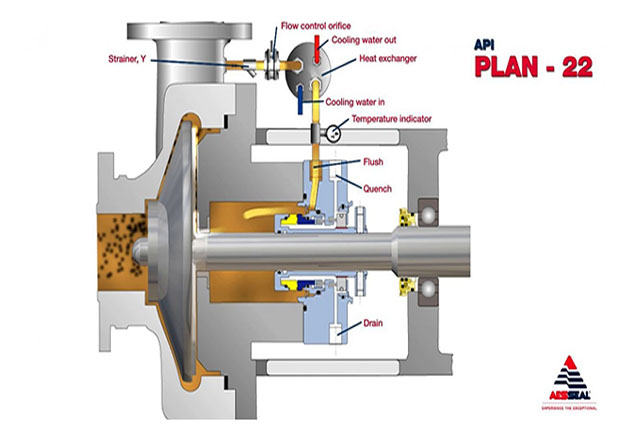 Flow control orifice
Cooling water out
Strainer, Y
Heat exchanger
Cooling water in
Temperature indicator
Flush
Quench
Drain
API
PLAN - 22
AESSEAL
EXPERIENCE THE EXCEPTIONAL